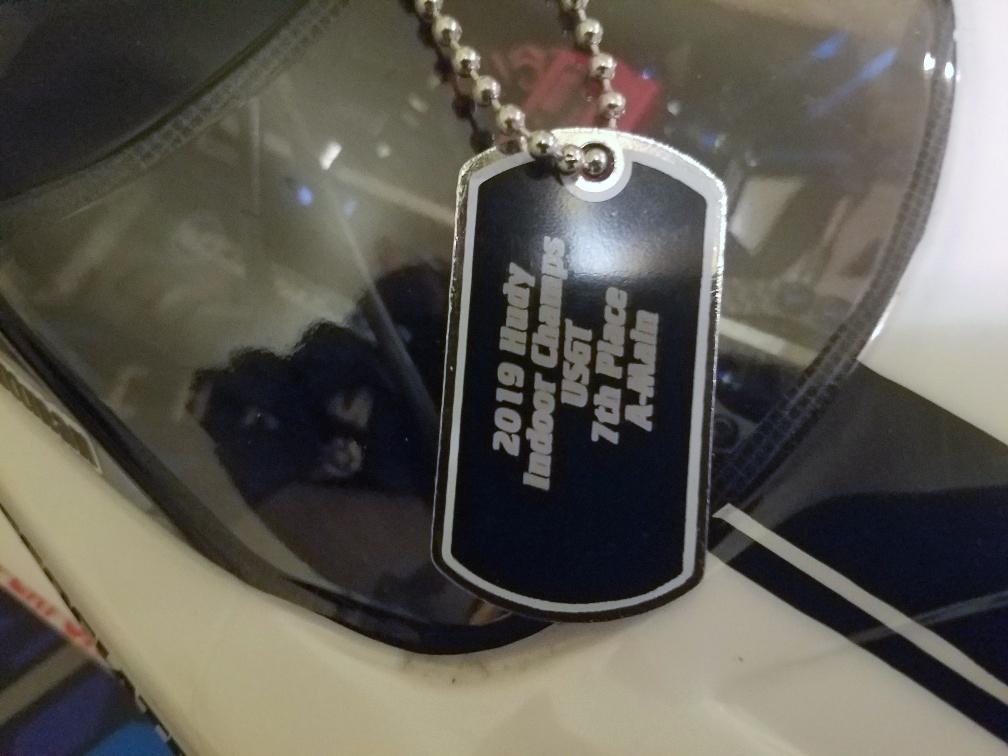 2019 Hudy
Indoor Champs
USGT
7th Place
A-Main